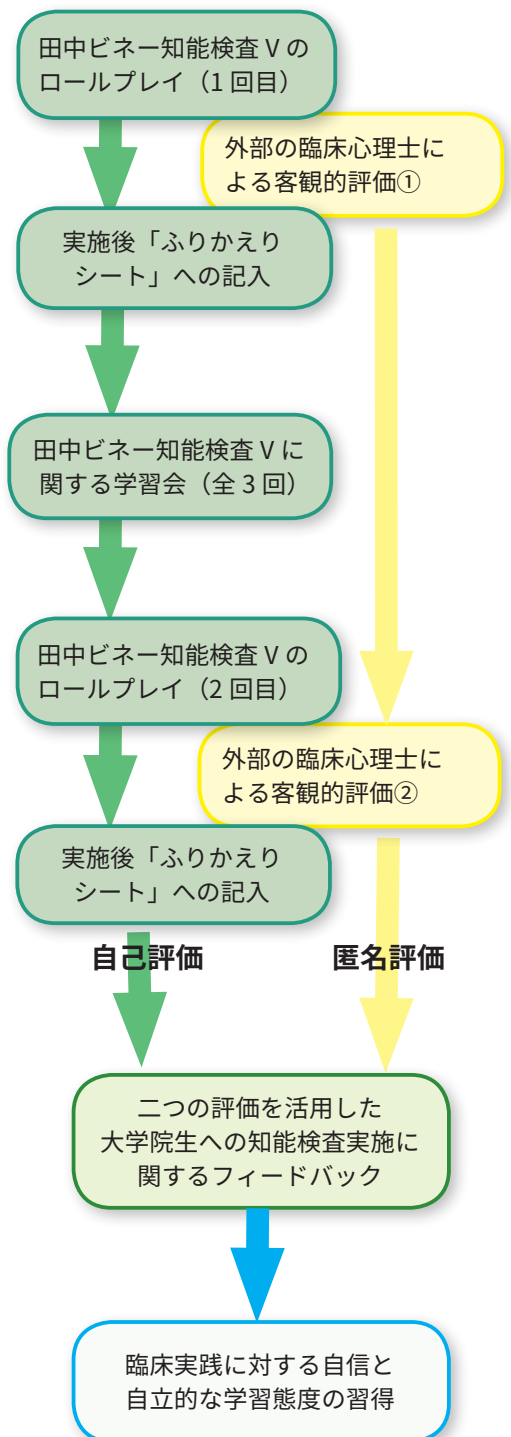 田中ビネー知能検査 V の
ロールプレイ（1 回目）
外部の臨床心理士に
よる客観的評価①
実施後「ふりかえり
シート」への記入
田中ビネー知能検査 V に
関する学習会（全 3 回）
田中ビネー知能検査 V の
ロールプレイ（2 回目）
外部の臨床心理士に
よる客観的評価②
実施後「ふりかえり
シート」への記入
自己評価
匿名評価
二つの評価を活用した
大学院生への知能検査実施に
関するフィードバック
臨床実践に対する自信と
自立的な学習態度の習得